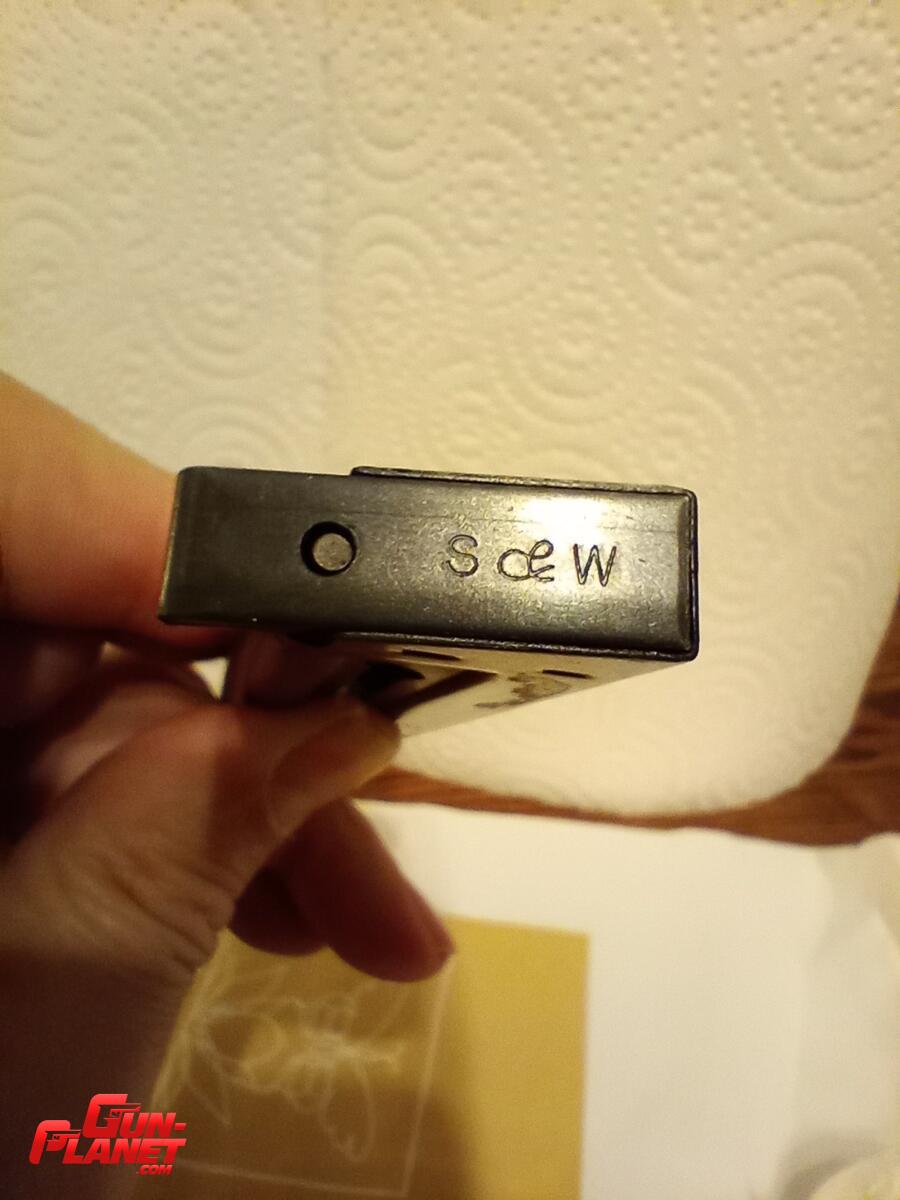 S & W
GUN-
PLANET
.COM